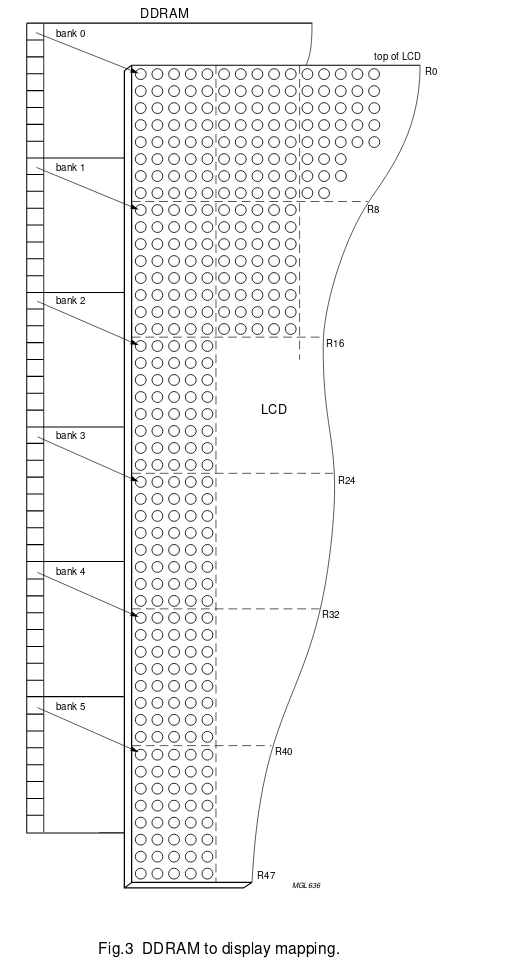 DDRAM
bank 0
top of LCD
R0
bank 1
R8
bank 2
R16
LCD
bank 3
R24
bank 4
R32
bank 5
R40
R47
MGL636
Fig.3 DDRAM to display mapping.